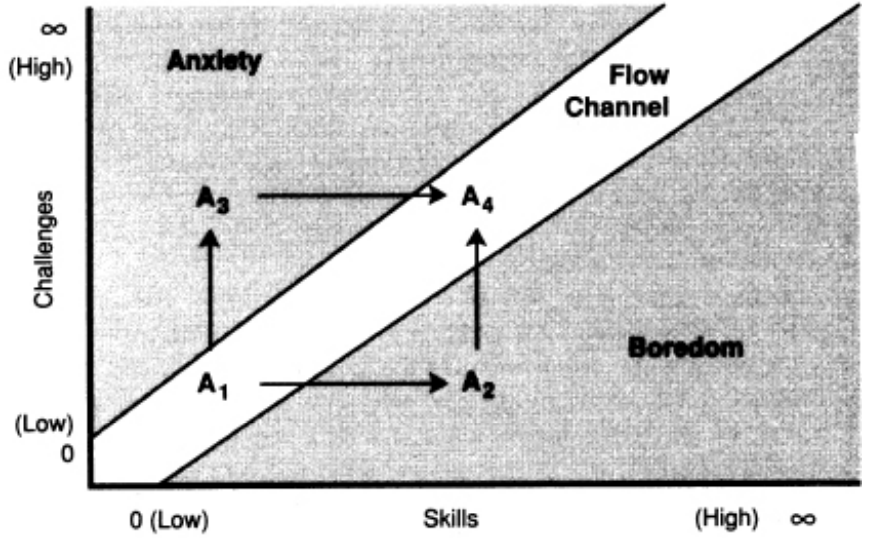 ∞
(High)
Anxiety
Flow
Channel
A₃
A₄
Challenges
Boredom
A₁
A₂
(Low)
0
0 (Low)
Skills
(High) ∞